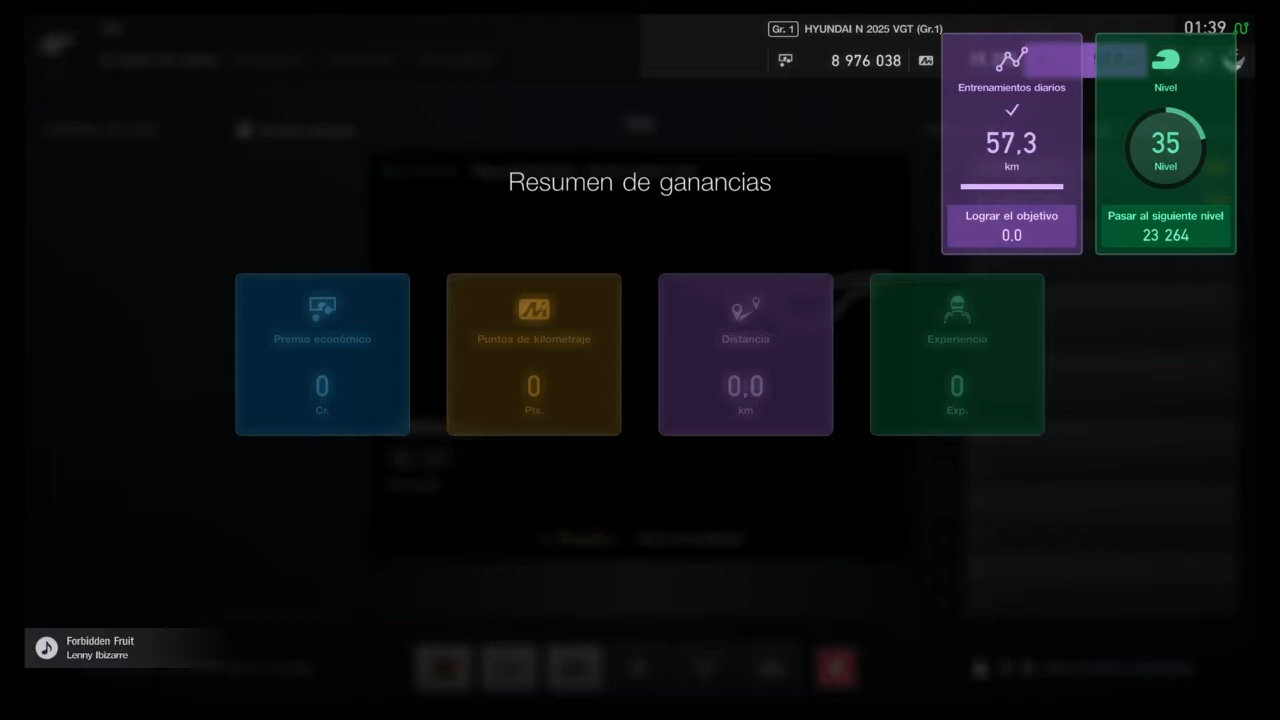 Gr. 1 HYUNDAI N 2025 VGT (Gr.1)
01:39
8 976 038
Entrenamientos diarios
57,3
km
Lograr el objetivo
0,0
Nivel
35
Nivel
Pasar al siguiente nivel
23 264
Resumen de ganancias
Premio económico
0
Cr.
Puntos de kilometraje
0
Pts.
Distancia
0,0
km
Experiencia
0
Exp.
Forbidden Fruit
Lenny Ibizarre